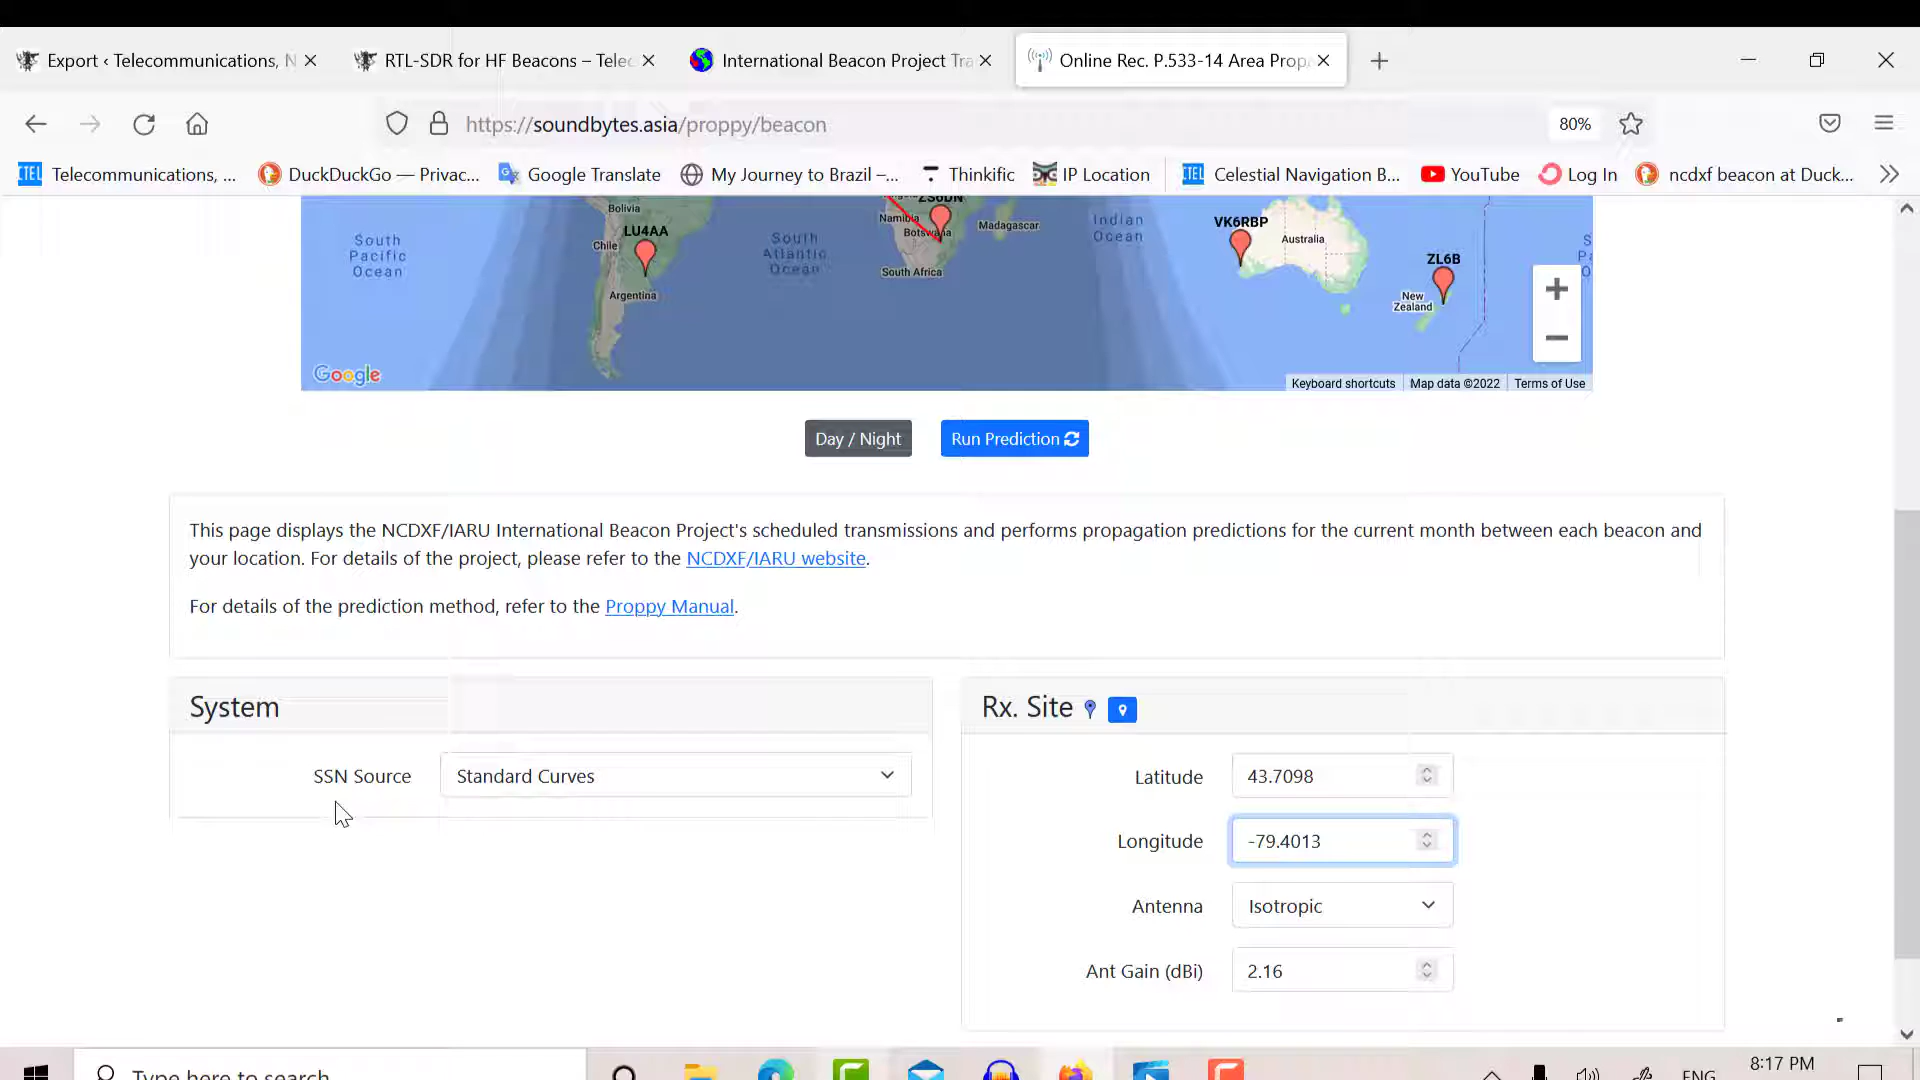 Export ‹ Telecommunications, N
RTL-SDR for HF Beacons – Telec
International Beacon Project Tra
Online Rec. P.533-14 Area Propa
https://soundbytes.asia/proppy/beacon
80%
CTEL
Telecommunications, ...
DuckDuckGo — Privac...
Google Translate
My Journey to Brazil –...
Thinkific
IP Location
CTEL
Celestial Navigation B...
YouTube
Log In
ncdxf beacon at Duck...
Bolivia
LU4AA
Chile
South
Pacific
Ocean
Argentina
South
Atlantic
Ocean
ZS6DN
Namibia
Botswana
Madagascar
South Africa
Indian
Ocean
VK6RBP
Australia
ZL6B
New
Zealand
Google
Keyboard shortcuts
Map data ©2022
Terms of Use
Day / Night
Run Prediction
This page displays the NCDXF/IARU International Beacon Project's scheduled transmissions and performs propagation predictions for the current month between each beacon and
your location. For details of the project, please refer to the NCDXF/IARU website.
For details of the prediction method, refer to the Proppy Manual.
System
SSN Source
Standard Curves
Rx. Site
Latitude
43.7098
Longitude
-79.4013
Antenna
Isotropic
Ant Gain (dBi)
2.16
Type here to search
ENG
8:17 PM